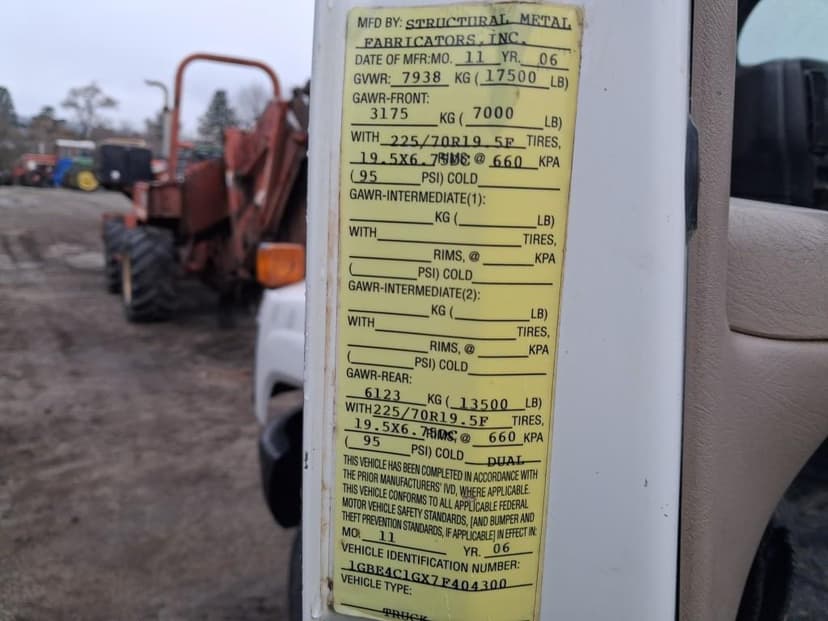 MFD BY: STRUCTURAL METAL
FABRICATORS, INC.
DATE OF MFR:MO. 11 YR. 06
GVWR: 7938 KG ( 17500 LB)
GAWR-FRONT:
3175 KG ( 7000 LB)
WITH 225/70R19.5F TIRES,
19.5X6.75DC RIMS @ 660 KPA
( 95 PSI) COLD
GAWR-INTERMEDIATE(1):
KG ( LB)
WITH TIRES,
RIMS, @ KPA
( PSI) COLD
GAWR-INTERMEDIATE(2):
KG ( LB)
WITH TIRES,
RIMS, @ KPA
( PSI) COLD
GAWR-REAR:
6123 KG ( 13500 LB)
WITH 225/70R19.5F TIRES,
19.5X6.75DC RIMS, @ 660 KPA
( 95 PSI) COLD DUAL
THIS VEHICLE HAS BEEN COMPLETED IN ACCORDANCE WITH
THE PRIOR MANUFACTURERS' IVD, WHERE APPLICABLE.
THIS VEHICLE CONFORMS TO ALL APPLICABLE FEDERAL
MOTOR VEHICLE SAFETY STANDARDS, [AND BUMPER AND
THEFT PREVENTION STANDARDS, IF APPLICABLE] IN EFFECT IN:
MO. 11 YR. 06
VEHICLE IDENTIFICATION NUMBER:
1GBE4C1GX7F404300
VEHICLE TYPE:
TRUCK